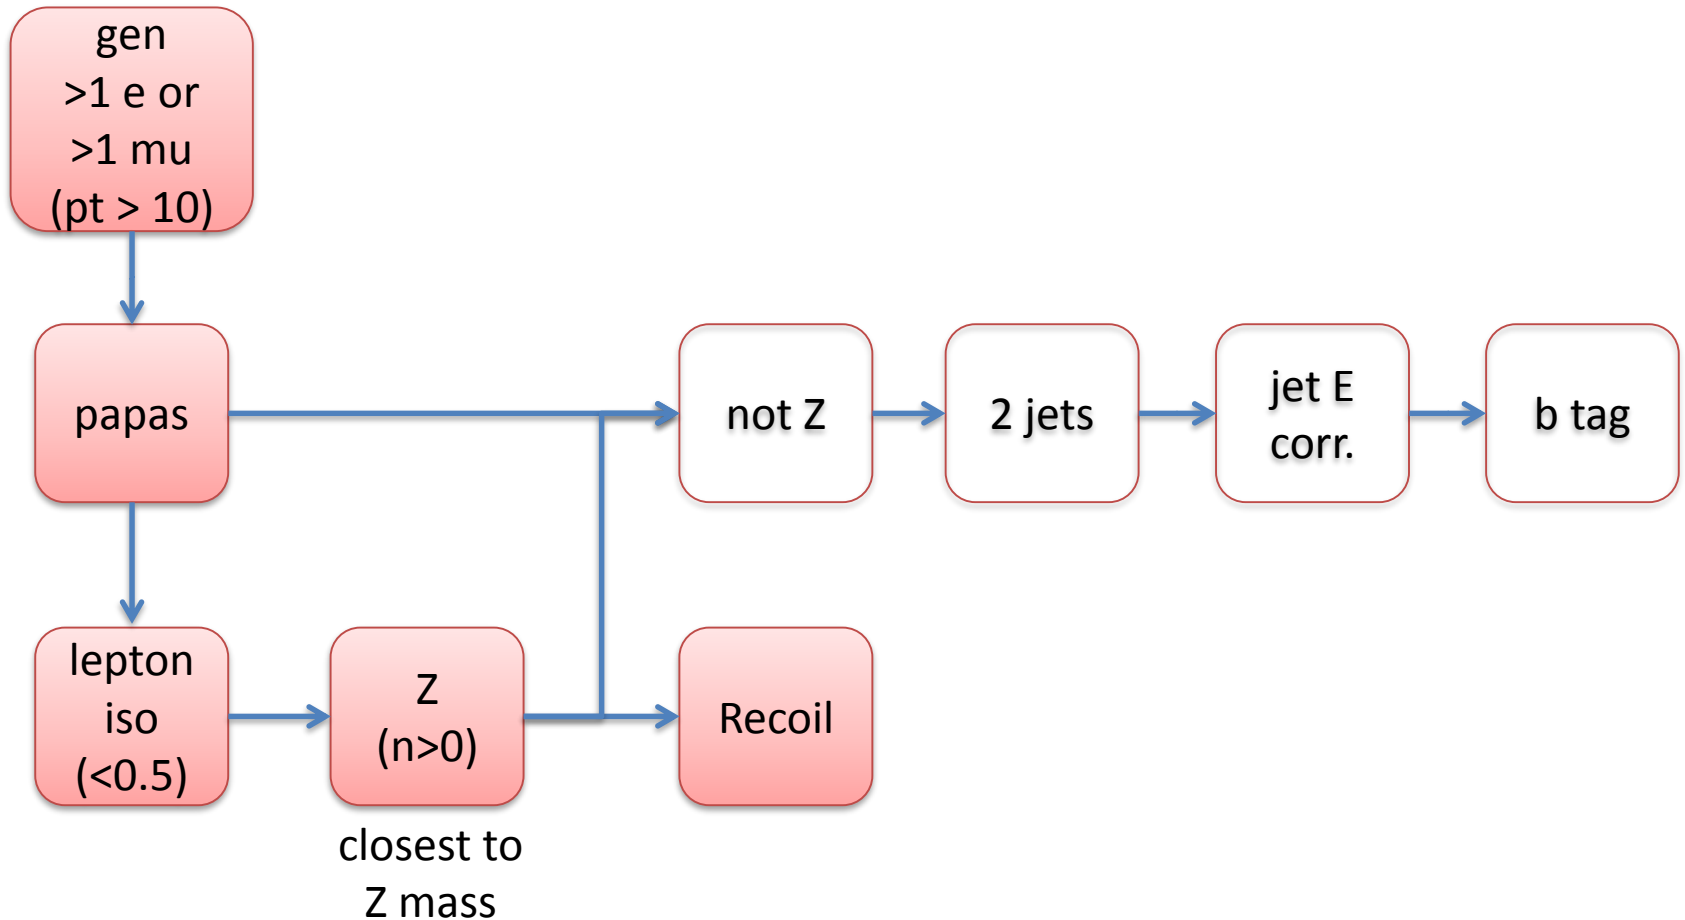 gen
>1 e or
>1 mu
(pt > 10)
papas
not Z
2 jets
jet E
corr.
b tag
lepton
iso
(<0.5)
Z
(n>0)
Recoil
closest to
Z mass